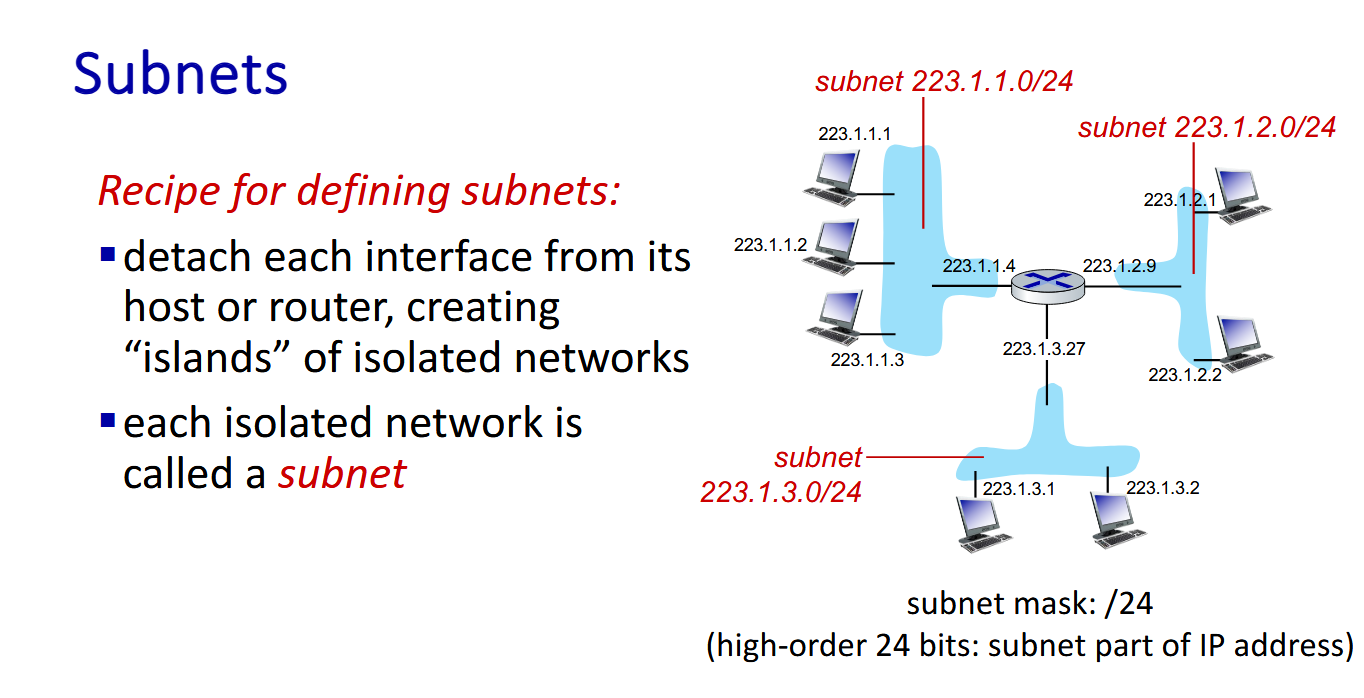 Subnets
Recipe for defining subnets:
▪detach each interface from its
host or router, creating
“islands” of isolated networks
▪each isolated network is
called a subnet
subnet 223.1.1.0/24
subnet 223.1.2.0/24
223.1.1.1
223.1.2.1
223.1.1.2
223.1.1.4
223.1.2.9
223.1.1.3
223.1.3.27
223.1.2.2
subnet
223.1.3.0/24
223.1.3.1
223.1.3.2
subnet mask: /24
(high-order 24 bits: subnet part of IP address)